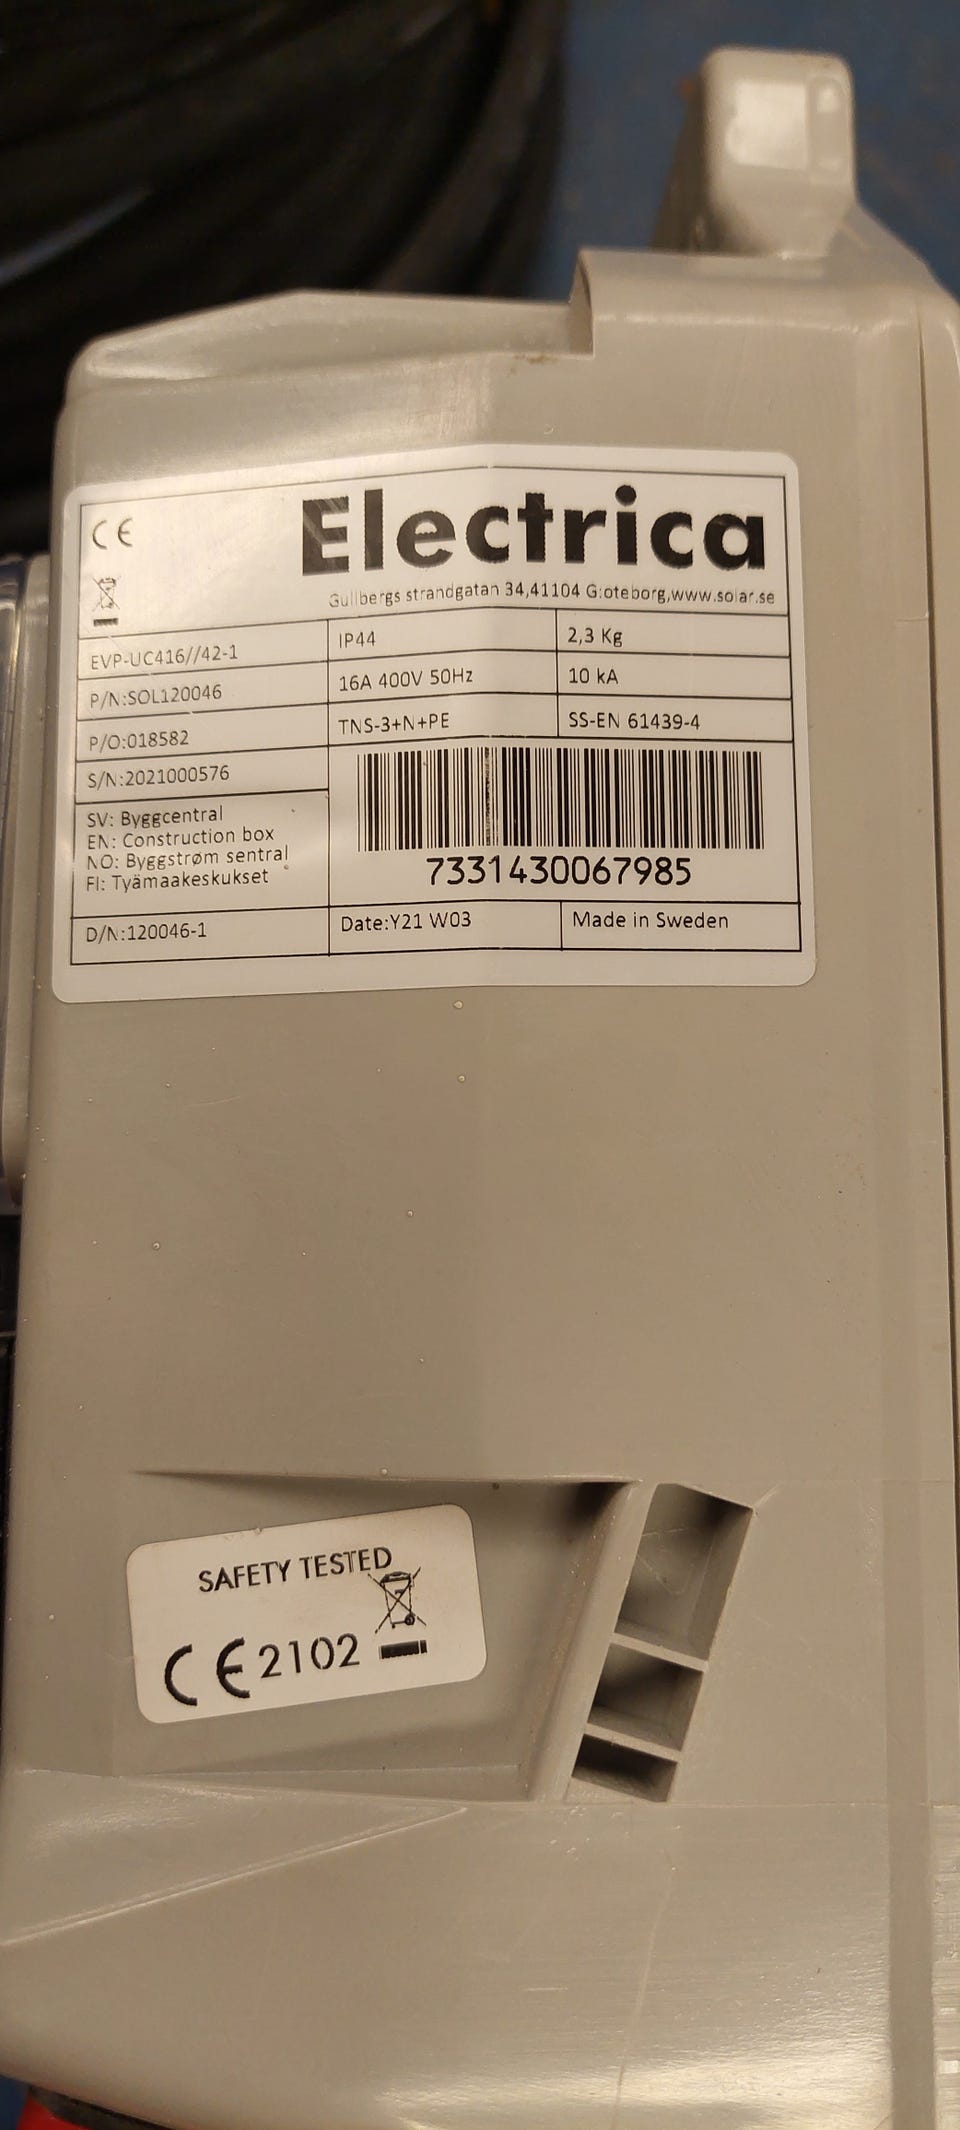 CE
Electrica
Gullbergs strandgatan 34,41104 G:oteborg,www.solar.se
EVP-UC416//42-1
IP44
2,3 Kg
P/N:SOL120046
16A 400V 50Hz
10 kA
P/O:018582
TNS-3+N+PE
SS-EN 61439-4
S/N:2021000576
SV: Byggcentral
EN: Construction box
NO: Byggstrøm sentral
FI: Tyämaakeskukset
7331430067985
D/N:120046-1
Date:Y21 W03
Made in Sweden
SAFETY TESTED
CE 2102